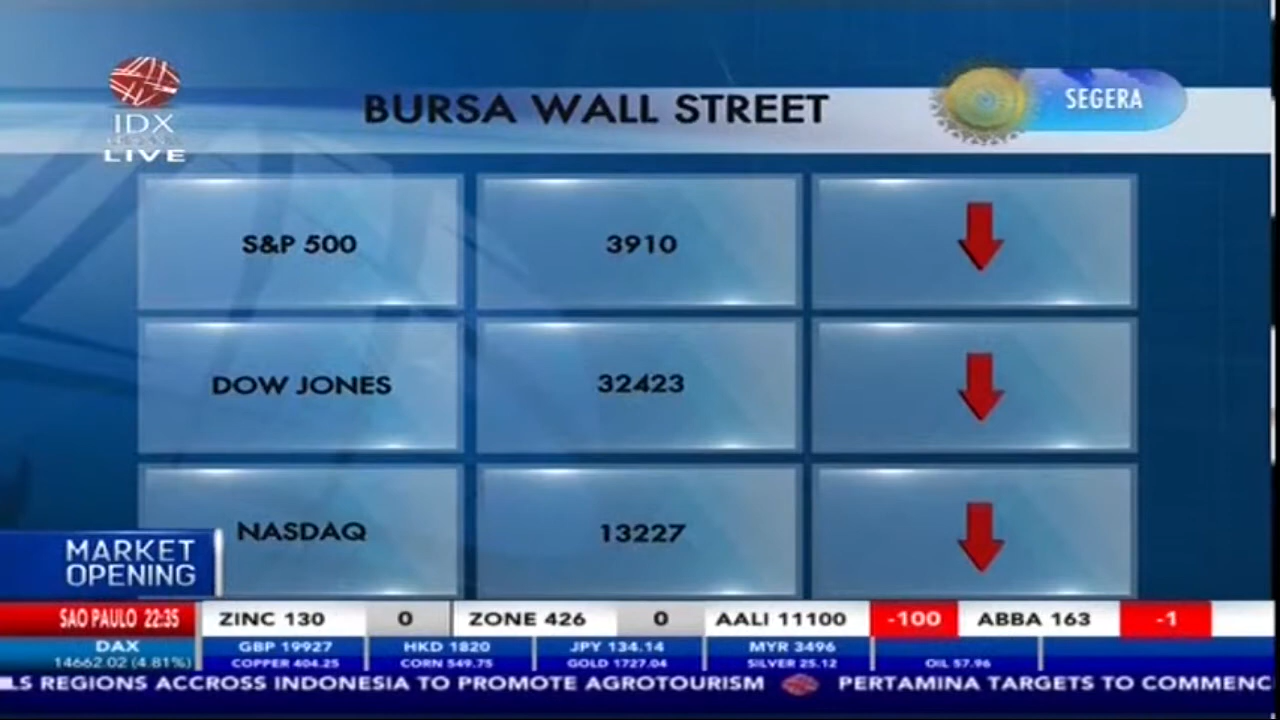 BURSA WALL STREET
SEGERA
IDX
LIVE
S&P 500 3910
DOW JONES 32423
NASDAQ 13227
MARKET
OPENING
SAO PAULO 22:35 ZINC 130 0 ZONE 426 0 AALI 11100 -100 ABBA 163 -1
DAX GBP 19927 HKD 1820 JPY 134.14 MYR 3496
14662.02 (4.81%) COPPER 404.25 CORN 549.75 GOLD 1727.04 SILVER 25.12 OIL 57.96
LS REGIONS ACCROSS INDONESIA TO PROMOTE AGROTOURISM PERTAMINA TARGETS TO COMMENC